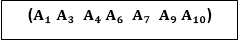 (A₁ A₃ A₄ A₆ A₇ A₉ A₁₀)